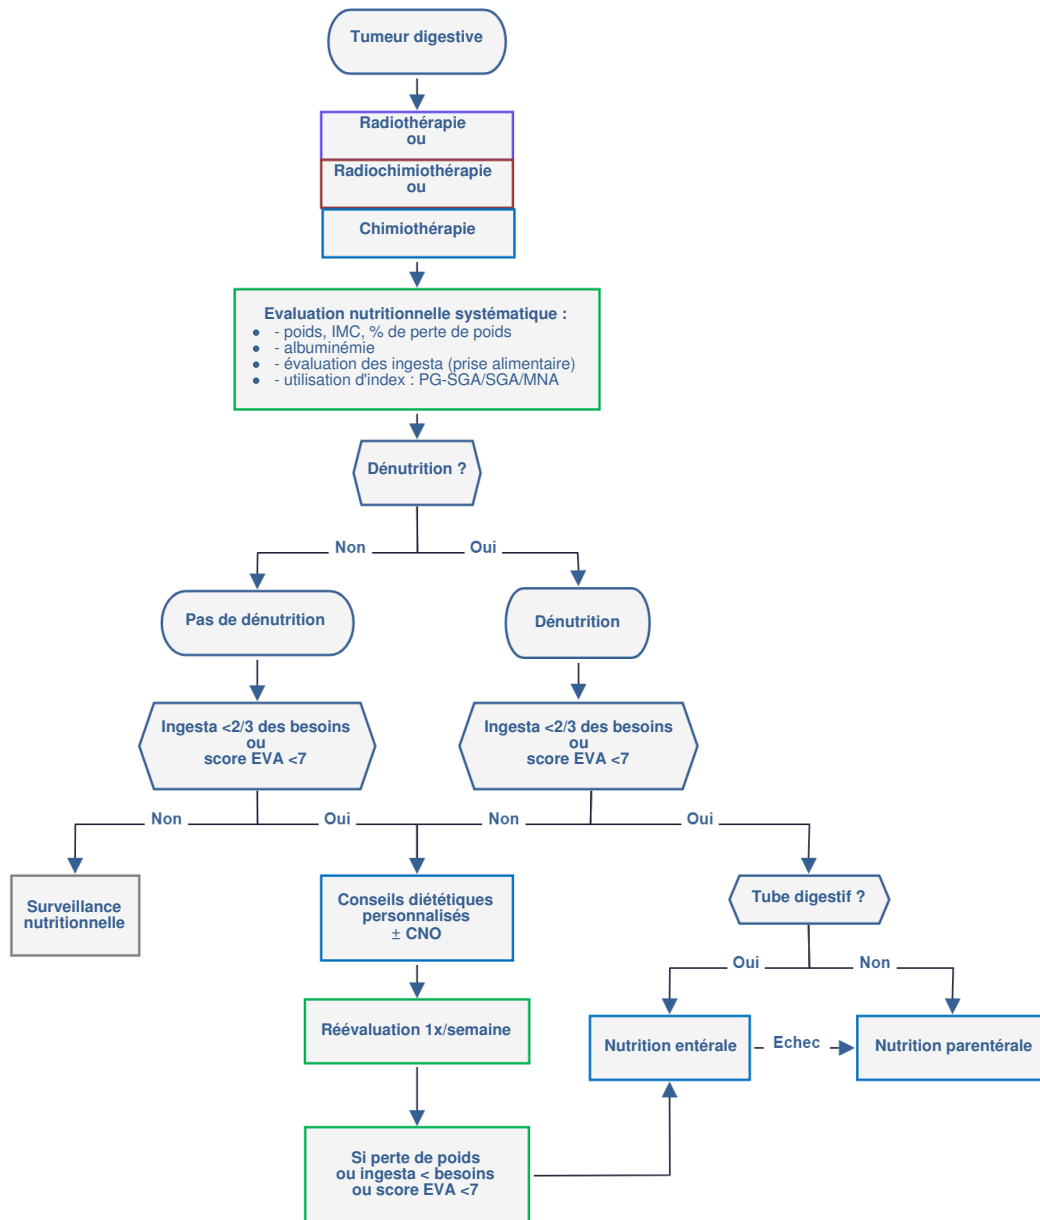 Tumeur digestive
Radiothérapie
ou
Radiochimiothérapie
ou
Chimiothérapie
Evaluation nutritionnelle systématique :
● - poids, IMC, % de perte de poids
● - albuminémie
● - évaluation des ingesta (prise alimentaire)
● - utilisation d'index : PG-SGA/SGA/MNA
Dénutrition ?
Non
Oui
Pas de dénutrition
Dénutrition
Ingesta <2/3 des besoins
ou
score EVA <7
Ingesta <2/3 des besoins
ou
score EVA <7
Non
Oui
Non
Oui
Surveillance
nutritionnelle
Conseils diététiques
personnalisés
± CNO
Tube digestif ?
Oui
Non
Réévaluation 1x/semaine
Nutrition entérale
Echec
Nutrition parentérale
Si perte de poids
ou ingesta < besoins
ou score EVA <7